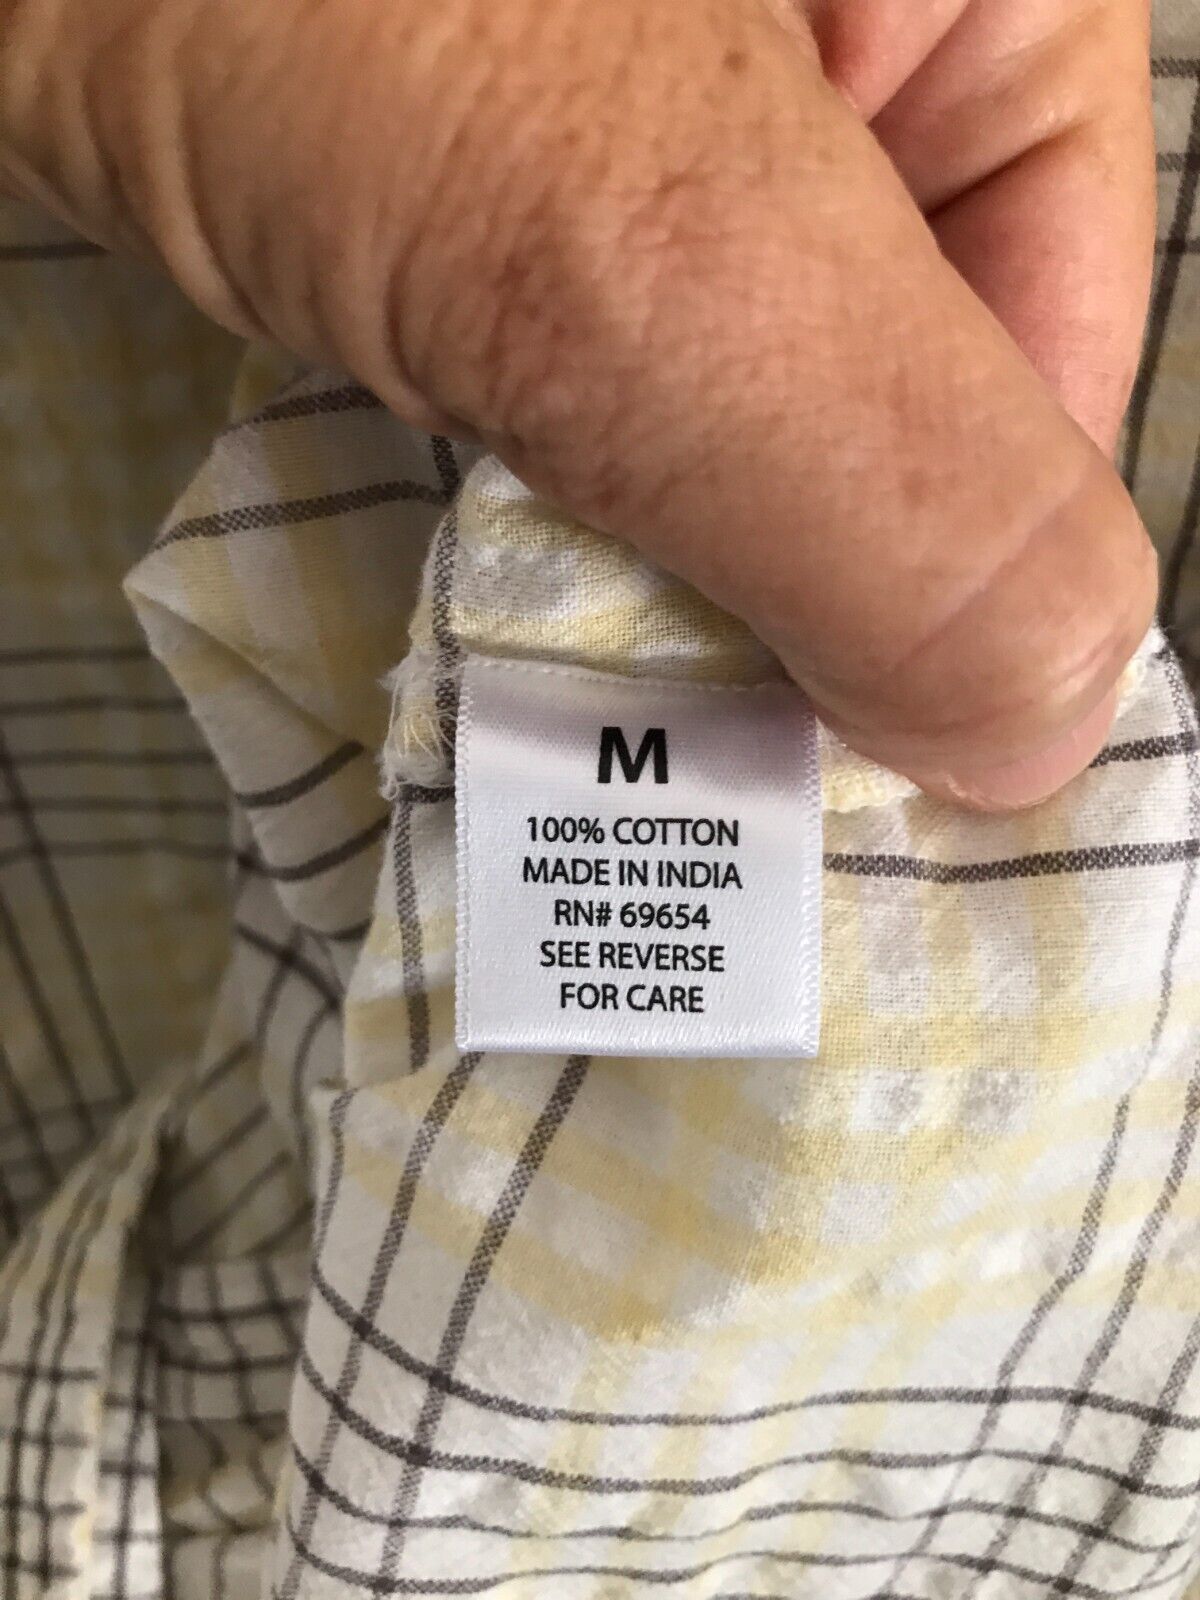 M
100% COTTON
MADE IN INDIA
RN# 69654
SEE REVERSE
FOR CARE